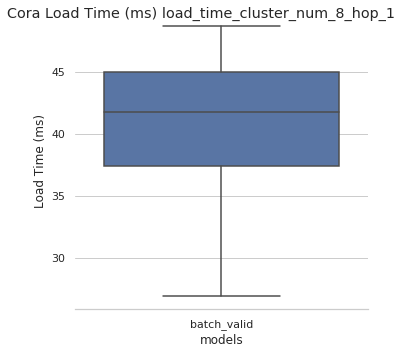 Cora Load Time (ms) load_time_cluster_num_8_hop_1
45
40
35
30
Load Time (ms)
batch_valid
models